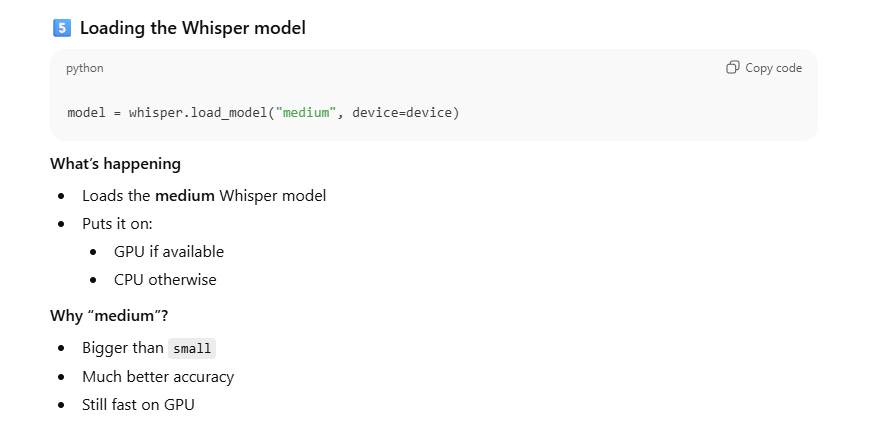 5 Loading the Whisper model
python
Copy code
model = whisper.load_model("medium", device=device)
What’s happening
• Loads the medium Whisper model
• Puts it on:
• GPU if available
• CPU otherwise
Why “medium”?
• Bigger than small
• Much better accuracy
• Still fast on GPU